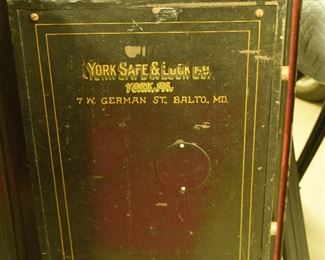 YORK SAFE & LOCK CO.
YORK, PA.
7 W. GERMAN ST, BALTO, MD.